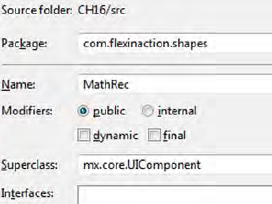 Source folder: CH16/src
Package: com.flexinaction.shapes
Name: MathRec
Modifiers: public internal
dynamic final
Superclass: mx.core.UIComponent
Interfaces: